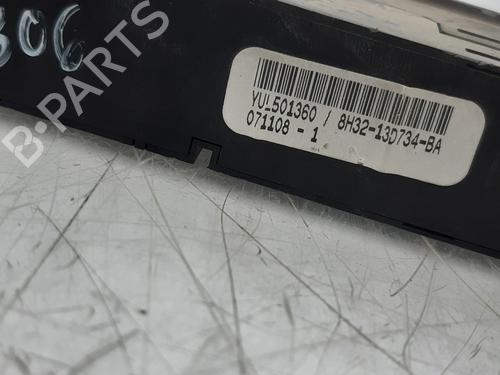 306
YUL501360 / 8H32-13D734-BA
071108 - 1
B-PARTS